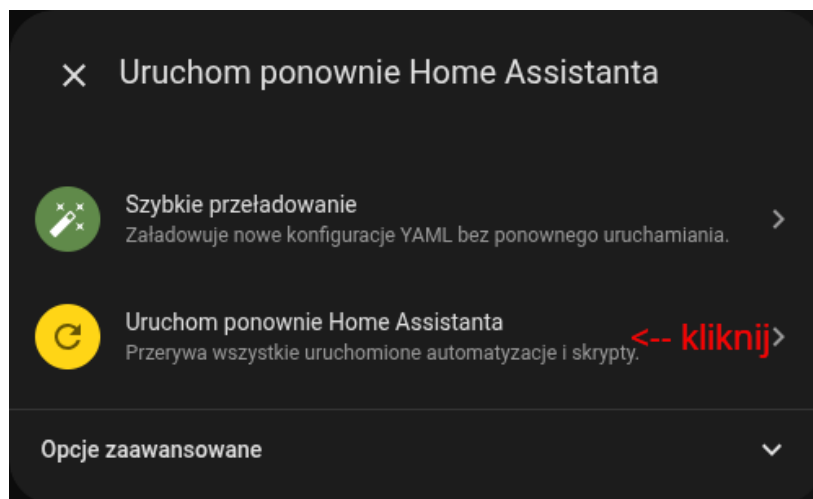 Uruchom ponownie Home Assistanta
Szybkie przeładowanie
Załadowuje nowe konfiguracje YAML bez ponownego uruchamiania.
Uruchom ponownie Home Assistanta
Przerywa wszystkie uruchomione automatyzacje i skrypty.
<-- kliknij
Opcje zaawansowane